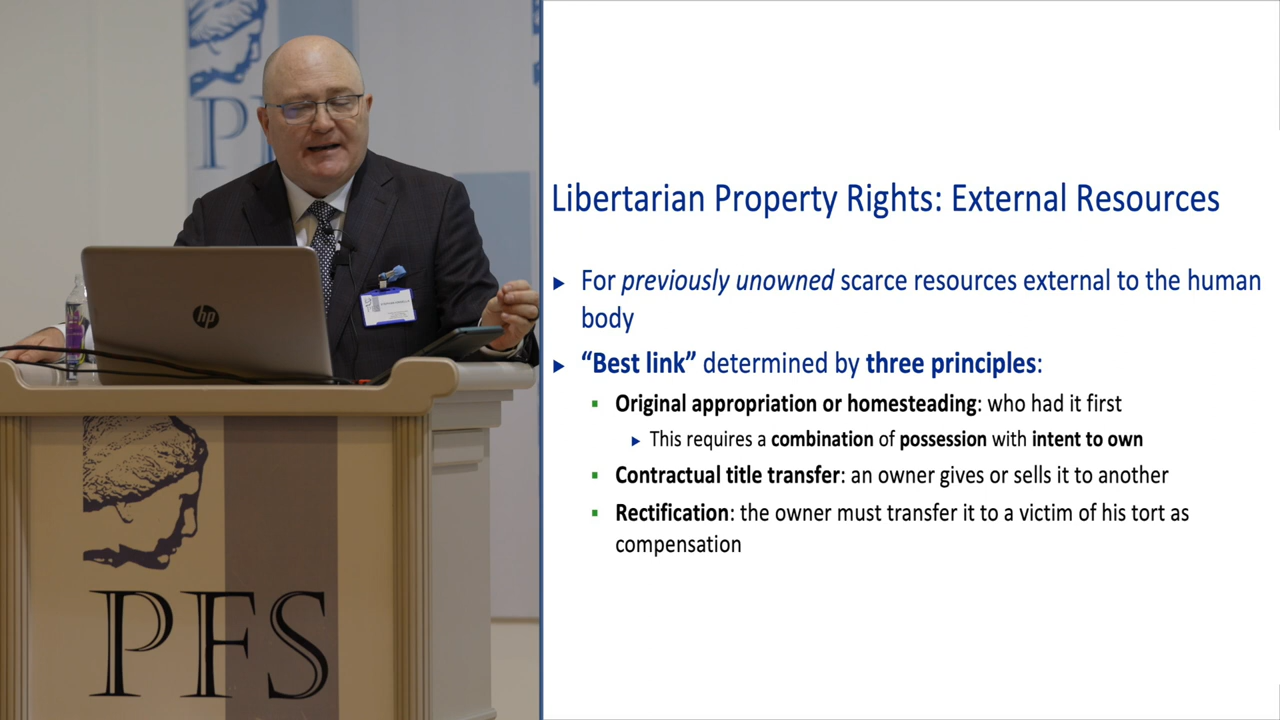 PF
hp
PFS
Libertarian Property Rights: External Resources
▶ For previously unowned scarce resources external to the human
body
▶ “Best link” determined by three principles:
▪ Original appropriation or homesteading: who had it first
▶ This requires a combination of possession with intent to own
▪ Contractual title transfer: an owner gives or sells it to another
▪ Rectification: the owner must transfer it to a victim of his tort as
compensation